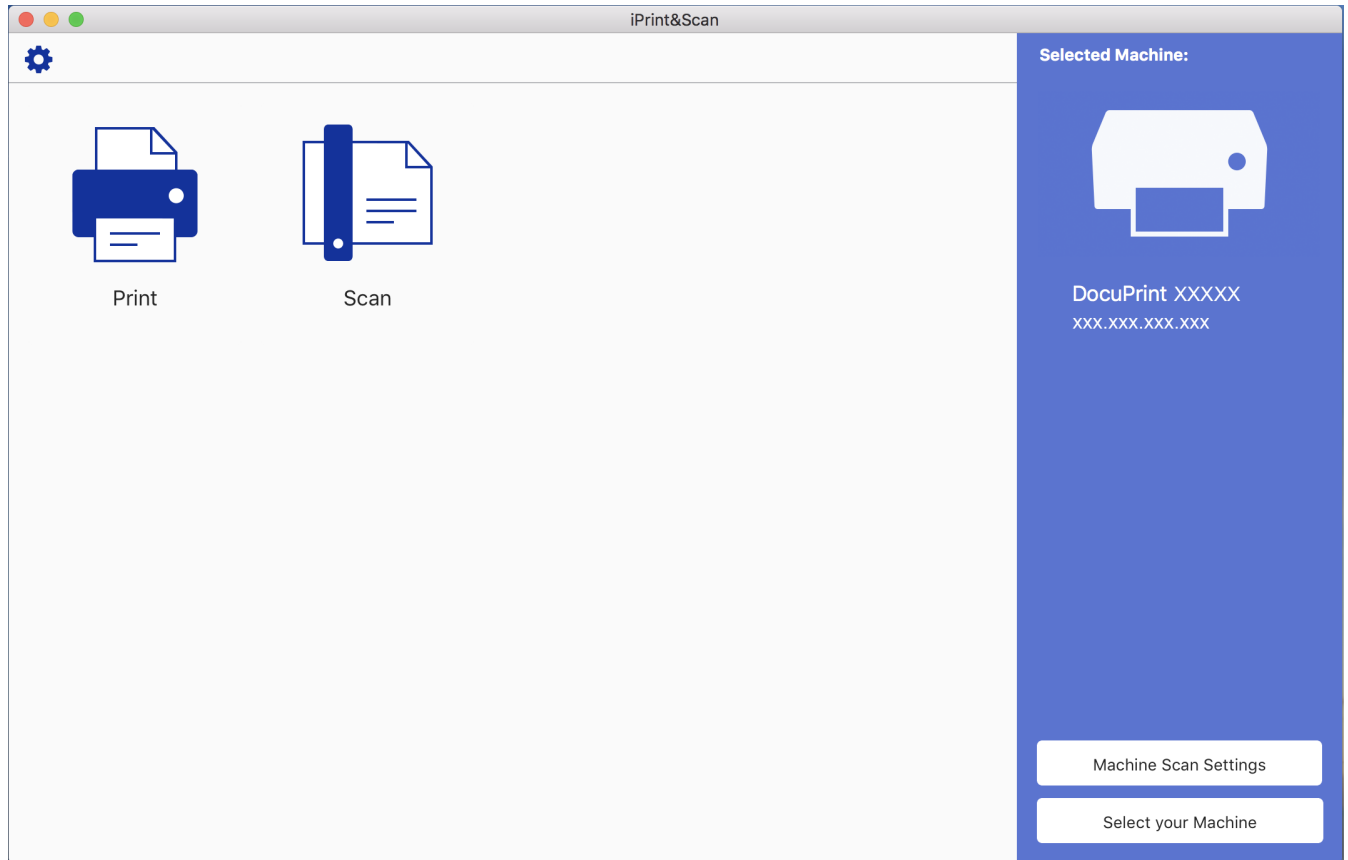 iPrint&Scan
Selected Machine:
Print
Scan
DocuPrint XXXXX
xxx.xxx.xxx.xxx
Machine Scan Settings
Select your Machine